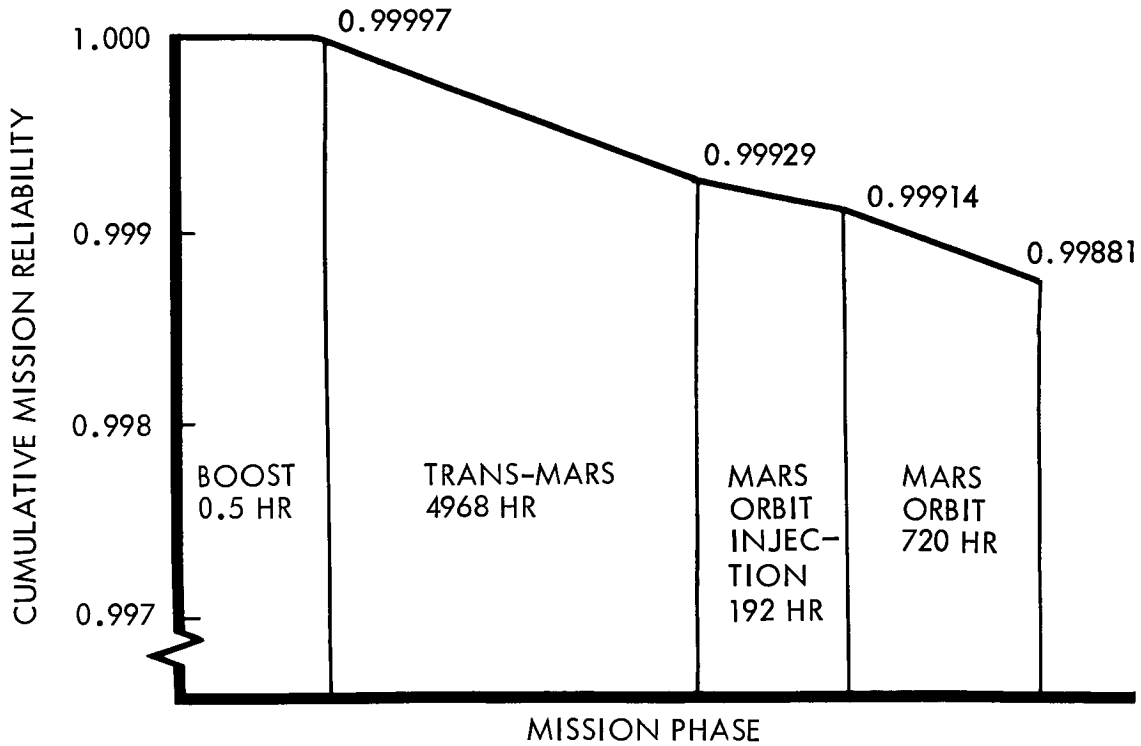 CUMULATIVE MISSION RELIABILITY
1.000
0.999
0.998
0.997
0.99997
0.99929
0.99914
0.99881
BOOST
0.5 HR
TRANS-MARS
4968 HR
MARS
ORBIT
INJEC-
TION
192 HR
MARS
ORBIT
720 HR
MISSION PHASE